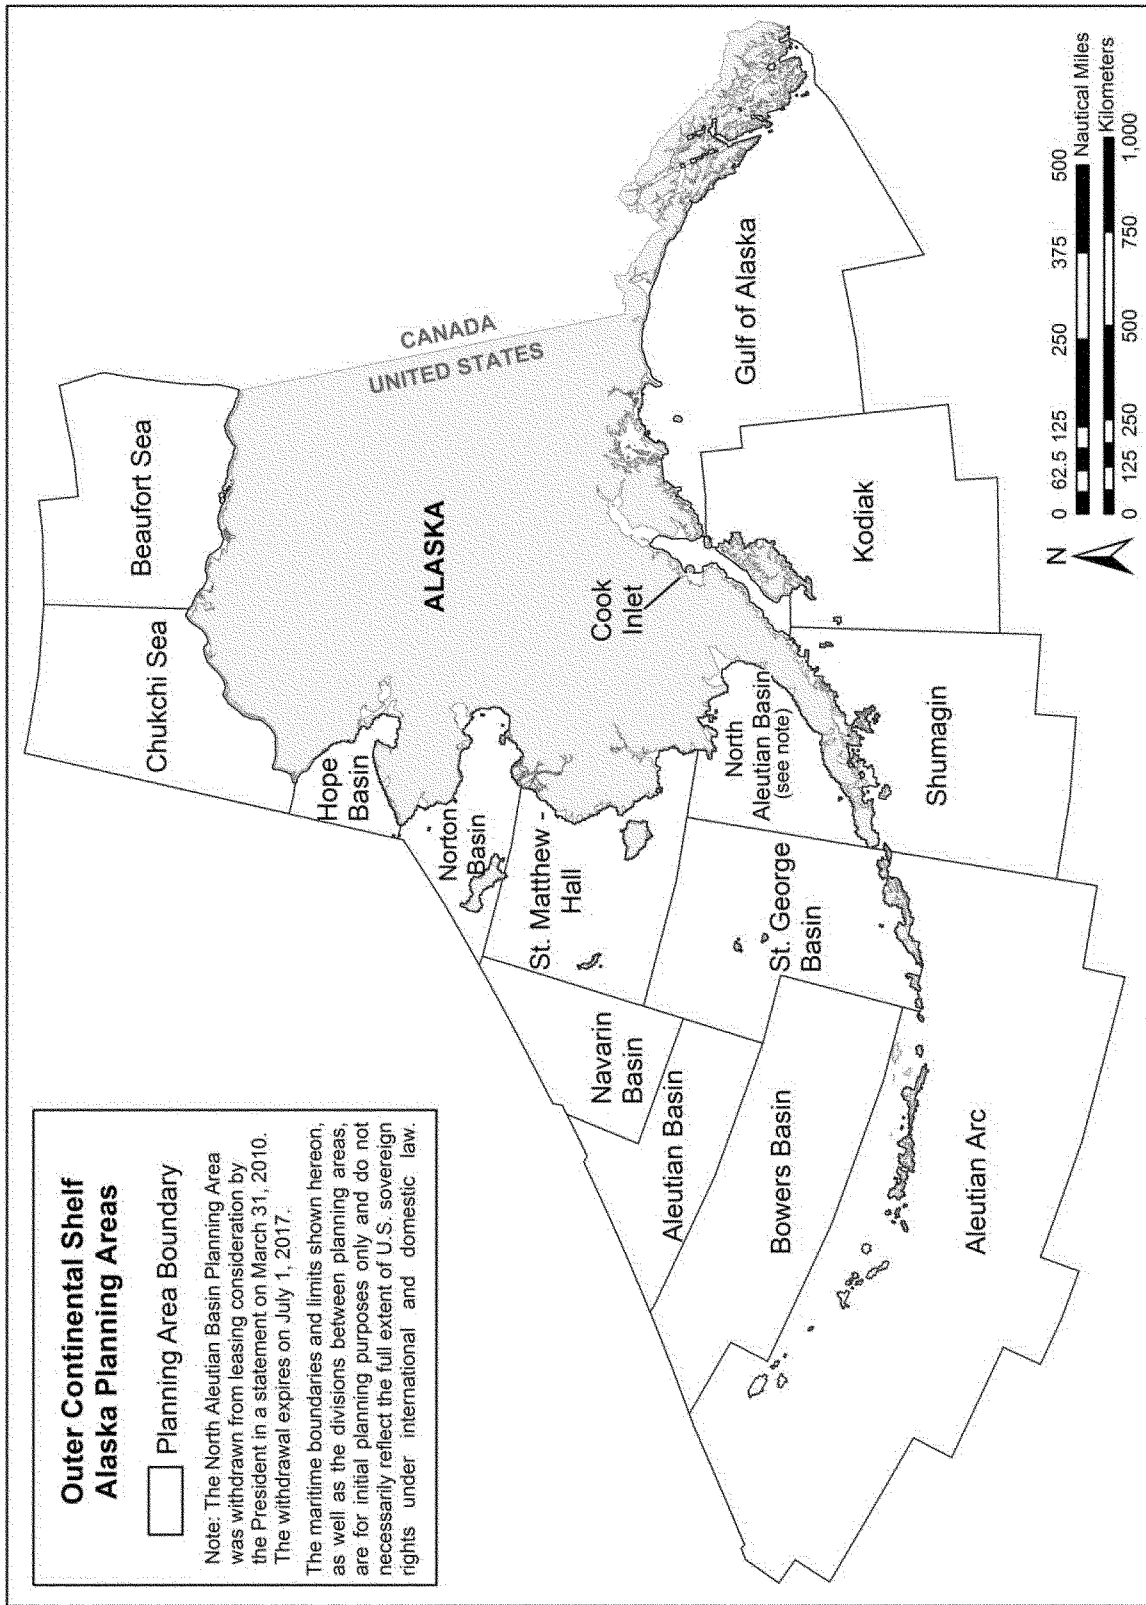 Outer Continental Shelf
Alaska Planning Areas
Planning Area Boundary
Note: The North Aleutian Basin Planning Area
was withdrawn from leasing consideration by
the President in a statement on March 31, 2010.
The withdrawal expires on July 1, 2017.
The maritime boundaries and limits shown hereon,
as well as the divisions between planning areas,
are for initial planning purposes only and do not
necessarily reflect the full extent of U.S. sovereign
rights under international and domestic law.
Chukchi Sea
Beaufort Sea
Hope
Basin
Norton
Basin
St. Matthew -
Hall
Navarin
Basin
Aleutian Basin
Bowers Basin
St. George
Basin
North
Aleutian Basin
(see note)
Aleutian Arc
Shumagin
Kodiak
Cook
Inlet
Gulf of Alaska
ALASKA
CANADA
UNITED STATES
N
0 62.5 125 250 375 500
Nautical Miles
Kilometers
0 125 250 500 750 1,000